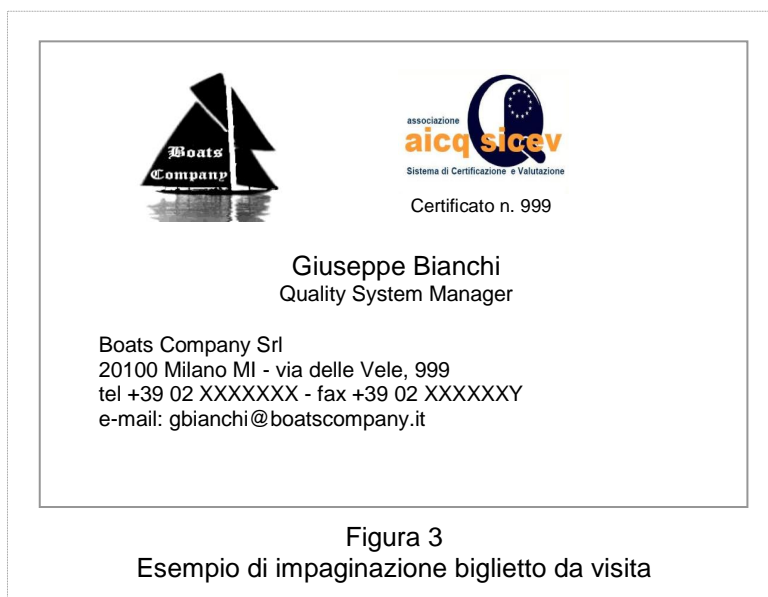 Boats
Company
associazione
aicq sicev
Sistema di Certificazione e Valutazione
Certificato n. 999
Giuseppe Bianchi
Quality System Manager
Boats Company Srl
20100 Milano MI - via delle Vele, 999
tel +39 02 XXXXXXX - fax +39 02 XXXXXXY
e-mail: gbianchi@boatscompany.it
Figura 3
Esempio di impaginazione biglietto da visita